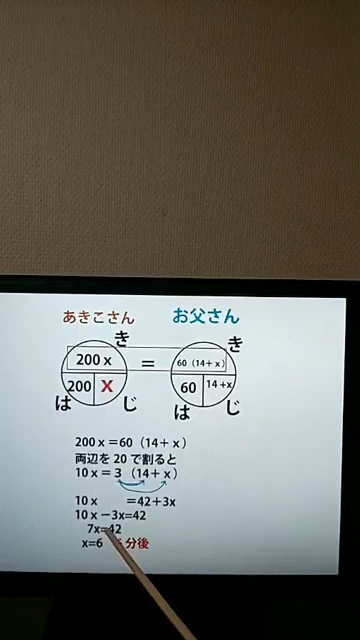 あきこさん お父さん
き き
200x = 60（14+x）
200 x 60 14+x
は じ は じ
200x＝60（14+x）
両辺を20で割ると
10x＝3（14+x）
10x ＝42+3x
10x－3x=42
7x=42
x=6 分後